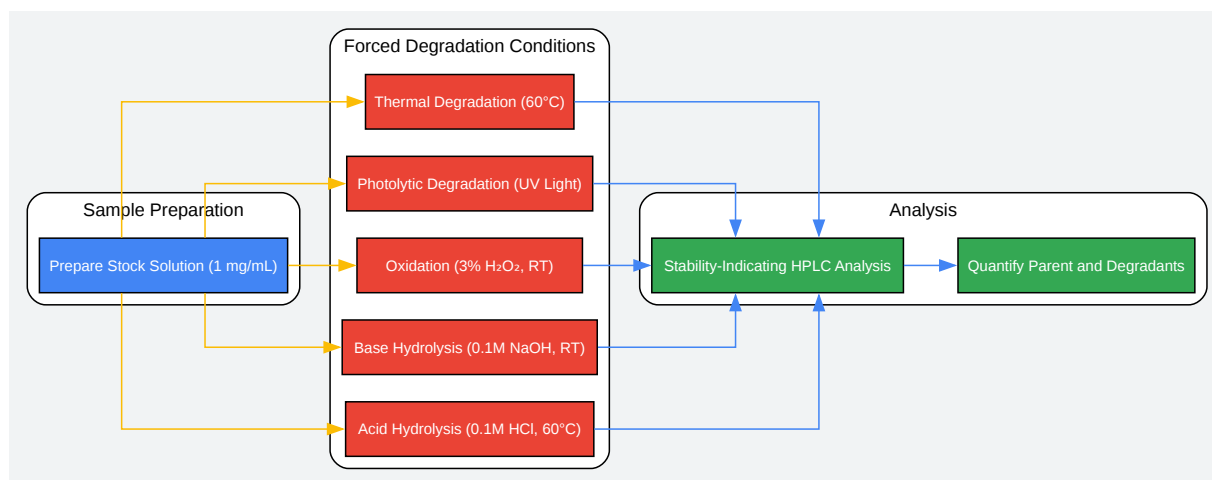 Forced Degradation Conditions
Thermal Degradation (60°C)
Photolytic Degradation (UV Light)
Sample Preparation
Analysis
Prepare Stock Solution (1 mg/mL)
Oxidation (3% H₂O₂, RT)
Stability-Indicating HPLC Analysis
Quantify Parent and Degradants
Base Hydrolysis (0.1M NaOH, RT)
Acid Hydrolysis (0.1M HCl, 60°C)